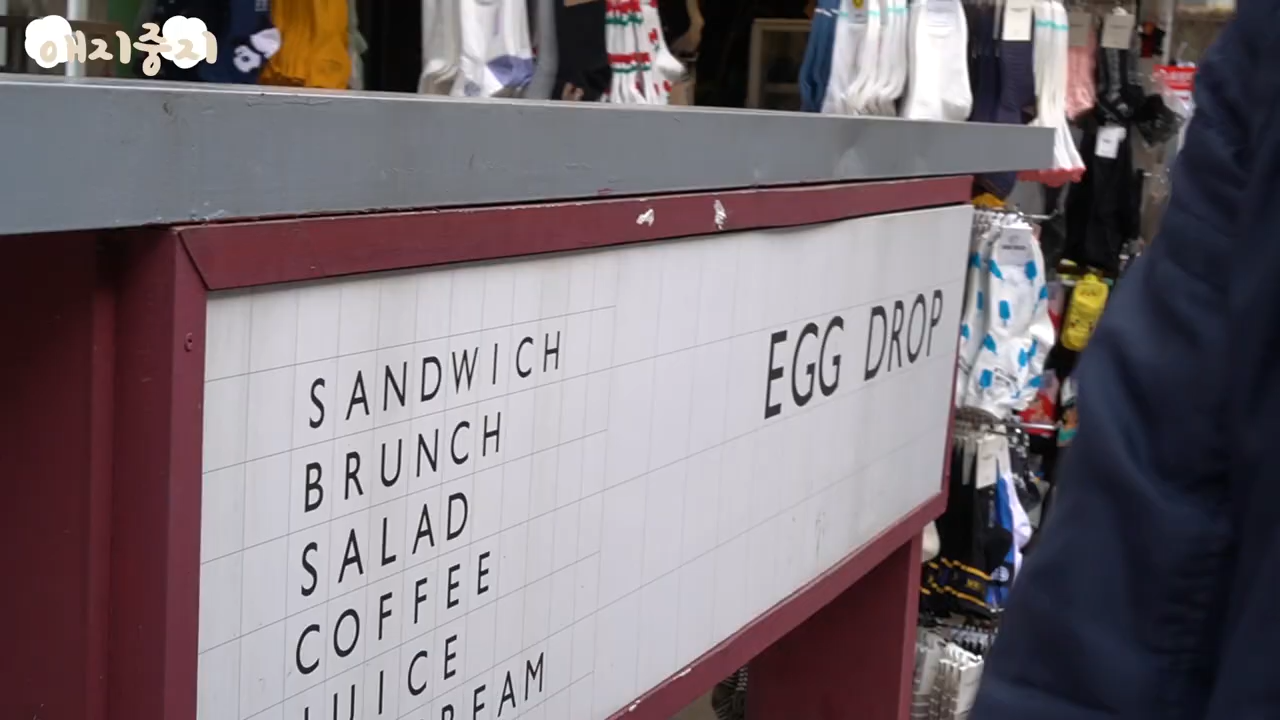 애지중지
SANDWICH
BRUNCH
SALAD
COFFEE
JUICE
EGG DROP